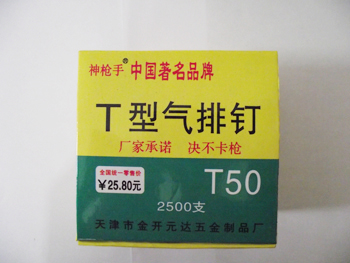 神枪手® 中国著名品牌
T型气排钉
厂家承诺 决不卡枪
全国统一零售价
¥25.80元
T50
2500支
天津市金开元达五金制品厂